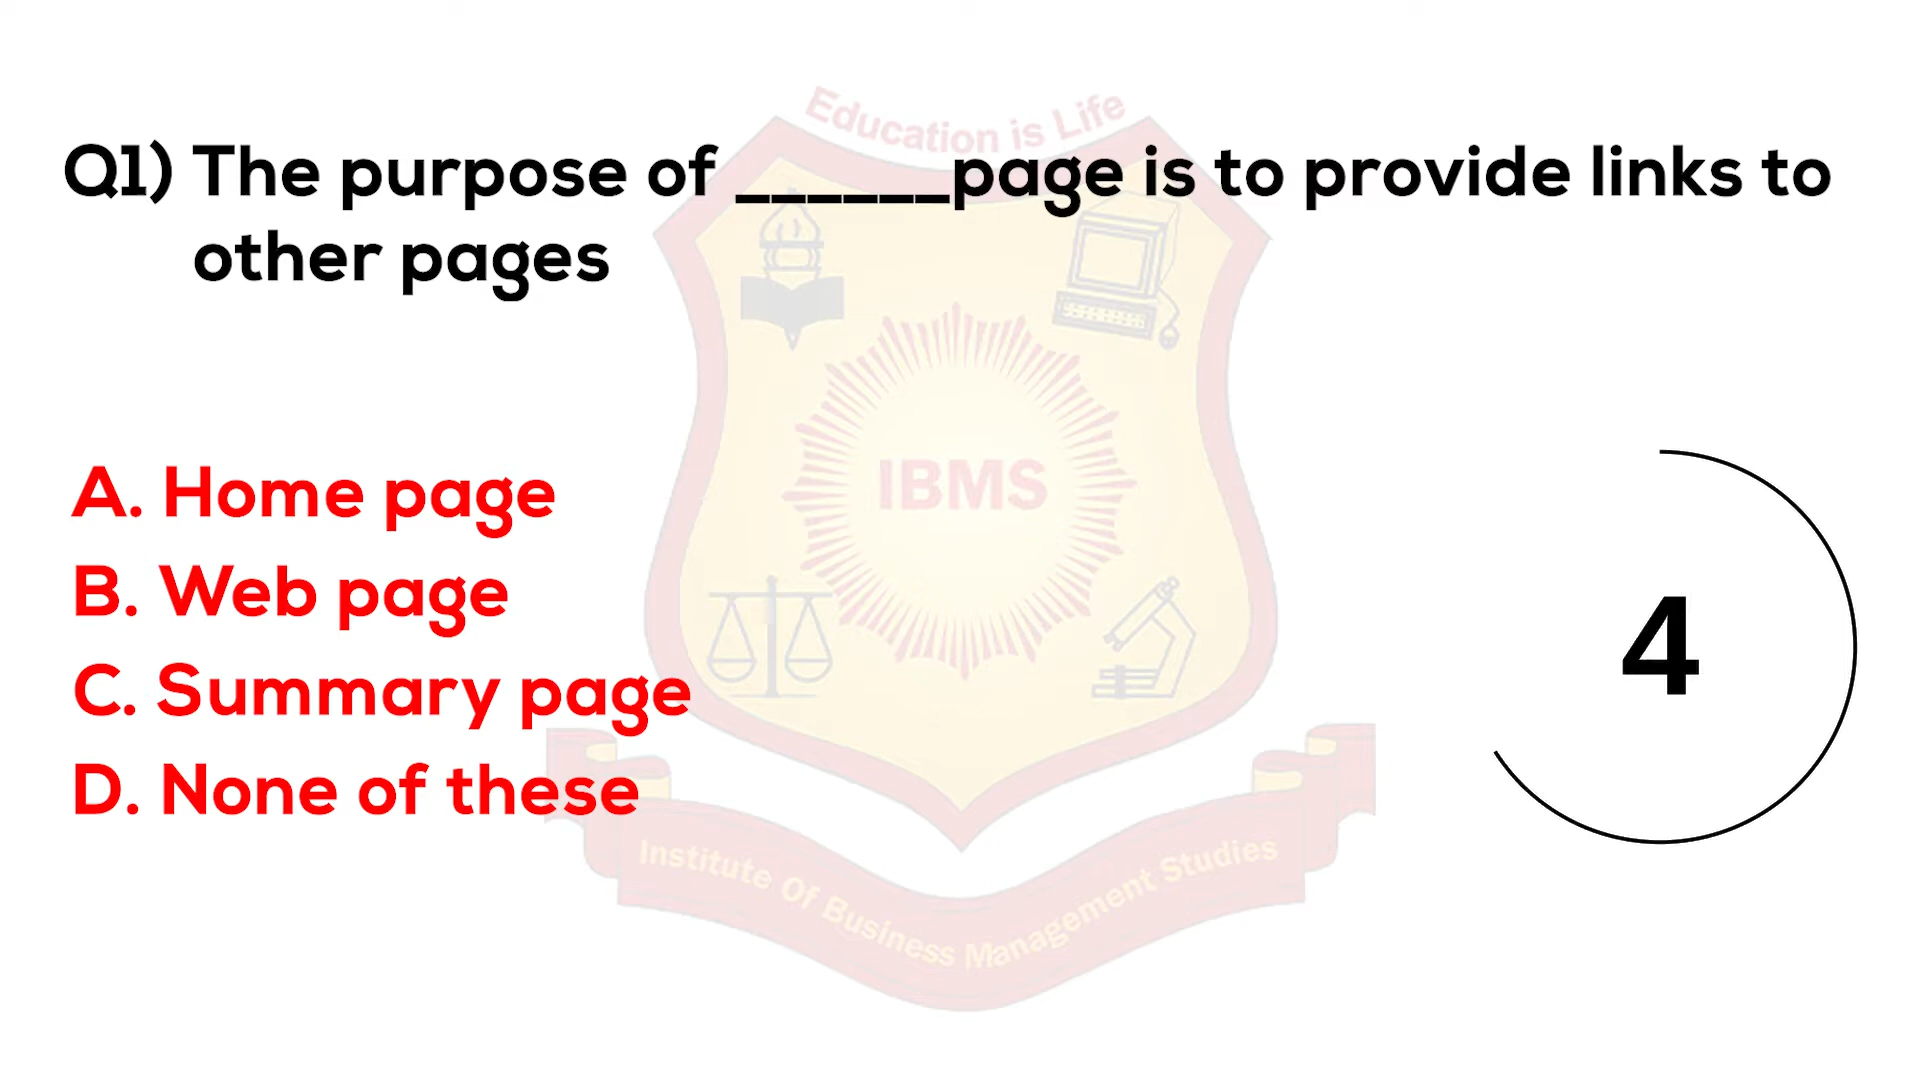 Education is Life
Q1) The purpose of ______page is to provide links to
other pages
IBMS
A. Home page
B. Web page
C. Summary page
D. None of these
4
Institute Of Business Management Studies